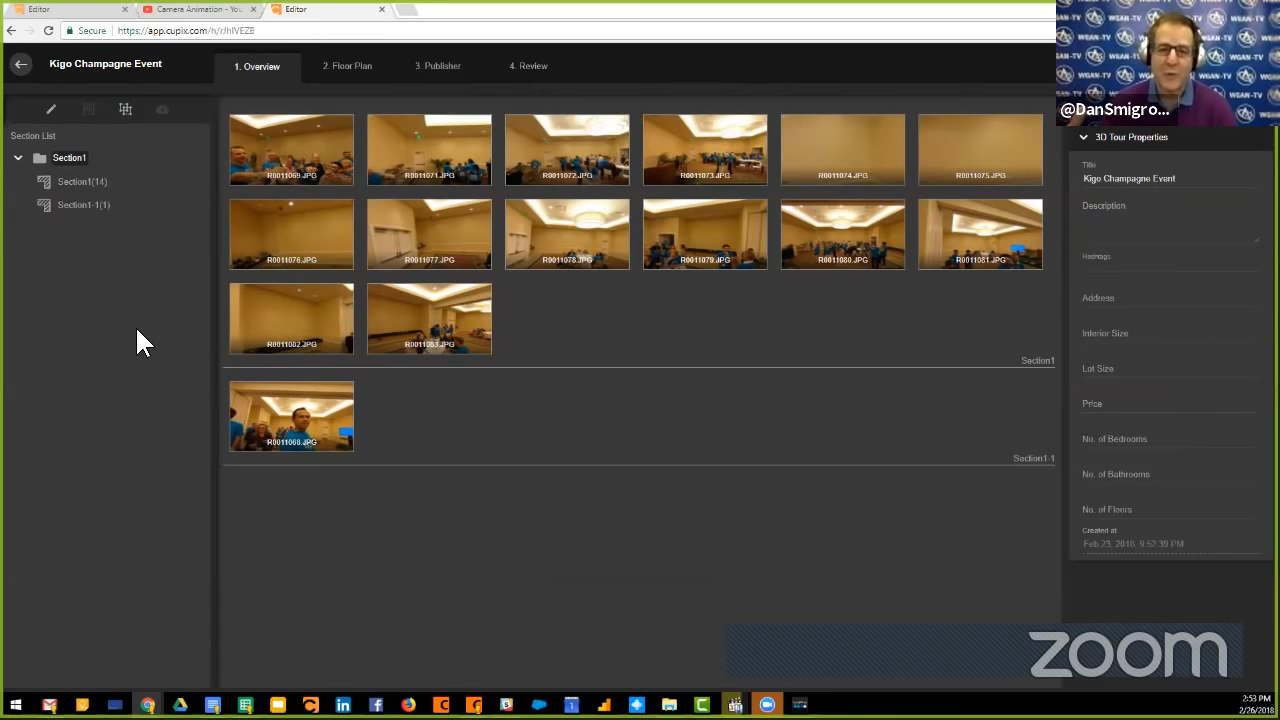 Editor
Camera Animation - You
Editor
Secure
https://app.cupix.com/h/rJhIVEZB
WGAN-TV
@DanSmigro...
Kigo Champagne Event
1. Overview
2. Floor Plan
3. Publisher
4. Review
Section List
Section1
Section1(14)
Section1-1(1)
R0011069.JPG
R0011071.JPG
R0011072.JPG
R0011073.JPG
R0011074.JPG
R0011075.JPG
R0011076.JPG
R0011077.JPG
R0011078.JPG
R0011079.JPG
R0011080.JPG
R0011081.JPG
R0011082.JPG
R0011083.JPG
Section1
R0011068.JPG
Section1-1
3D Tour Properties
Title
Kigo Champagne Event
Description
Hashtags
Address
Interior Size
Lot Size
Price
No. of Bedrooms
No. of Bathrooms
No. of Floors
Created at
Feb 23, 2018, 9:52:39 PM
zoom
2:53 PM
2/26/2018